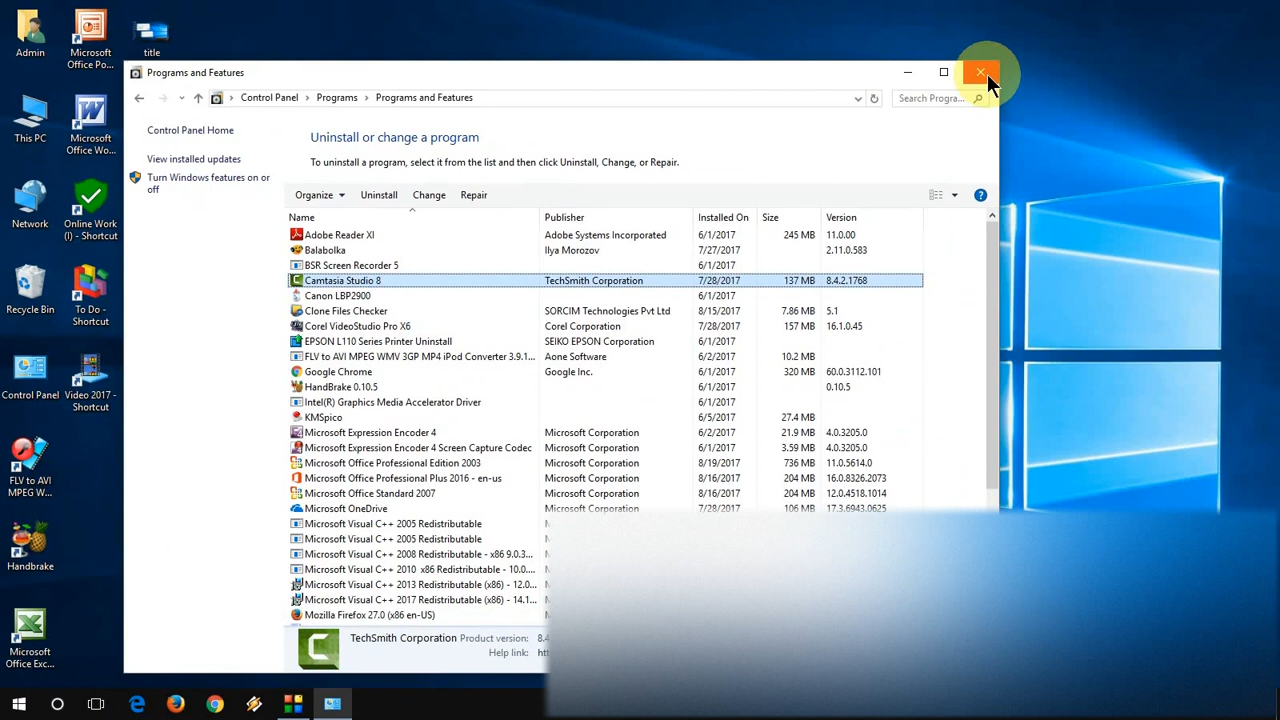 Admin
Microsoft Office Po...
title
This PC
Microsoft Office Wo...
Network
Online Work (I) - Shortcut
Recycle Bin
To Do - Shortcut
Control Panel
Video 2017 - Shortcut
FLV to AVI MPEG W...
Handbrake
Microsoft Office Exc...
Programs and Features
Control Panel > Programs > Programs and Features
Search Progra...
Control Panel Home
View installed updates
Turn Windows features on or off
Uninstall or change a program
To uninstall a program, select it from the list and then click Uninstall, Change, or Repair.
Organize Uninstall Change Repair
Name Publisher Installed On Size Version
Adobe Reader XI Adobe Systems Incorporated 6/1/2017 245 MB 11.0.00
Balabolka Ilya Morozov 7/27/2017 2.11.0.583
BSR Screen Recorder 5 6/1/2017
Camtasia Studio 8 TechSmith Corporation 7/28/2017 137 MB 8.4.2.1768
Canon LBP2900 6/1/2017
Clone Files Checker SORCIM Technologies Pvt Ltd 8/15/2017 7.86 MB 5.1
Corel VideoStudio Pro X6 Corel Corporation 7/28/2017 157 MB 16.1.0.45
EPSON L110 Series Printer Uninstall SEIKO EPSON Corporation 6/1/2017
FLV to AVI MPEG WMV 3GP MP4 iPod Converter 3.9.1... Aone Software 6/2/2017 10.2 MB
Google Chrome Google Inc. 6/1/2017 320 MB 60.0.3112.101
HandBrake 0.10.5 6/1/2017 0.10.5
Intel(R) Graphics Media Accelerator Driver 6/1/2017
KMSpico 6/5/2017 27.4 MB
Microsoft Expression Encoder 4 Microsoft Corporation 6/2/2017 21.9 MB 4.0.3205.0
Microsoft Expression Encoder 4 Screen Capture Codec Microsoft Corporation 6/1/2017 3.59 MB 4.0.3205.0
Microsoft Office Professional Edition 2003 Microsoft Corporation 8/19/2017 736 MB 11.0.5614.0
Microsoft Office Professional Plus 2016 - en-us Microsoft Corporation 8/16/2017 204 MB 16.0.8326.2073
Microsoft Office Standard 2007 Microsoft Corporation 8/16/2017 204 MB 12.0.4518.1014
Microsoft OneDrive Microsoft Corporation 7/28/2017 106 MB 17.3.6943.0625
Microsoft Visual C++ 2005 Redistributable
Microsoft Visual C++ 2005 Redistributable
Microsoft Visual C++ 2008 Redistributable - x86 9.0.3...
Microsoft Visual C++ 2010 x86 Redistributable - 10.0....
Microsoft Visual C++ 2013 Redistributable (x86) - 12.0...
Microsoft Visual C++ 2017 Redistributable (x86) - 14.1...
Mozilla Firefox 27.0 (x86 en-US)
TechSmith Corporation Product version: 8.4
Help link: